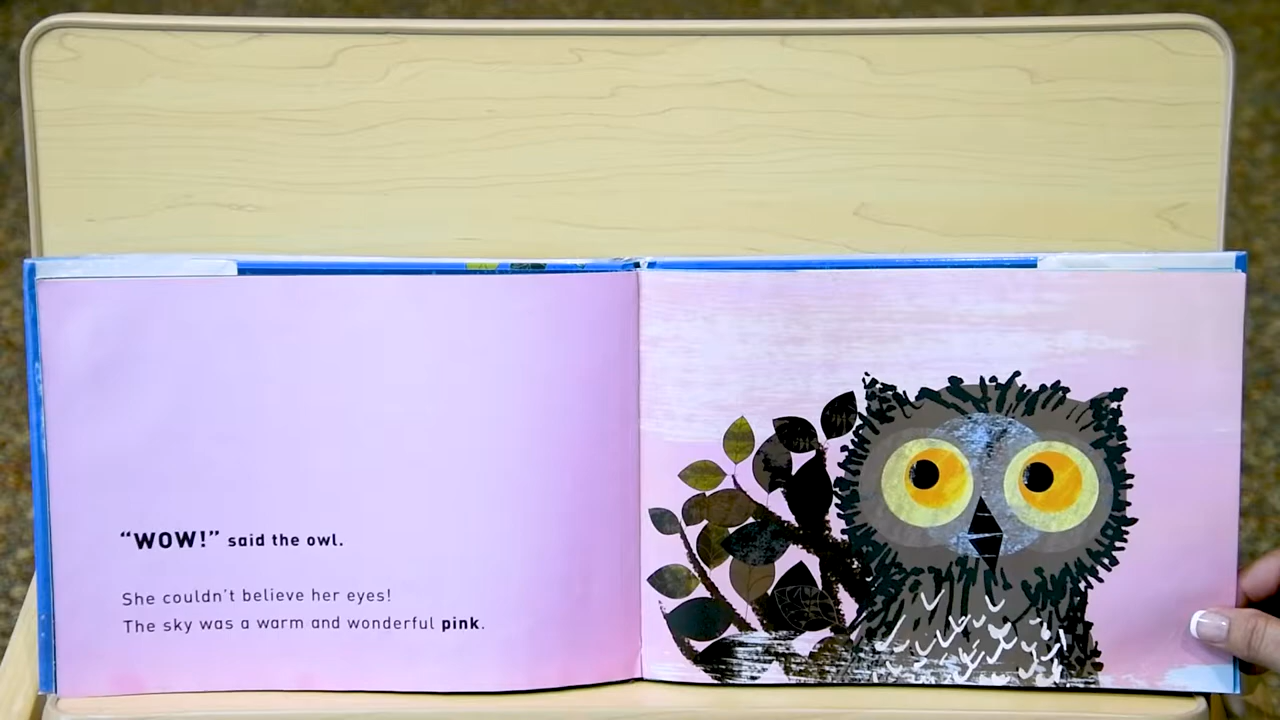 “WOW!” said the owl.
She couldn’t believe her eyes!
The sky was a warm and wonderful pink.